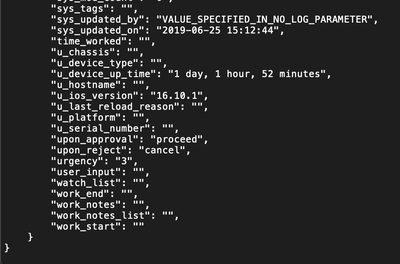 "sys_tags": "",
"sys_updated_by": "VALUE_SPECIFIED_IN_NO_LOG_PARAMETER",
"sys_updated_on": "2019-06-25 15:12:44",
"time_worked": "",
"u_chassis": "",
"u_device_type": "",
"u_device_up_time": "1 day, 1 hour, 52 minutes",
"u_hostname": "",
"u_ios_version": "16.10.1",
"u_last_reload_reason": "",
"u_platform": "",
"u_serial_number": "",
"upon_approval": "proceed",
"upon_reject": "cancel",
"urgency": "3",
"user_input": "",
"watch_list": "",
"work_end": "",
"work_notes": "",
"work_notes_list": "",
"work_start": ""
}
}